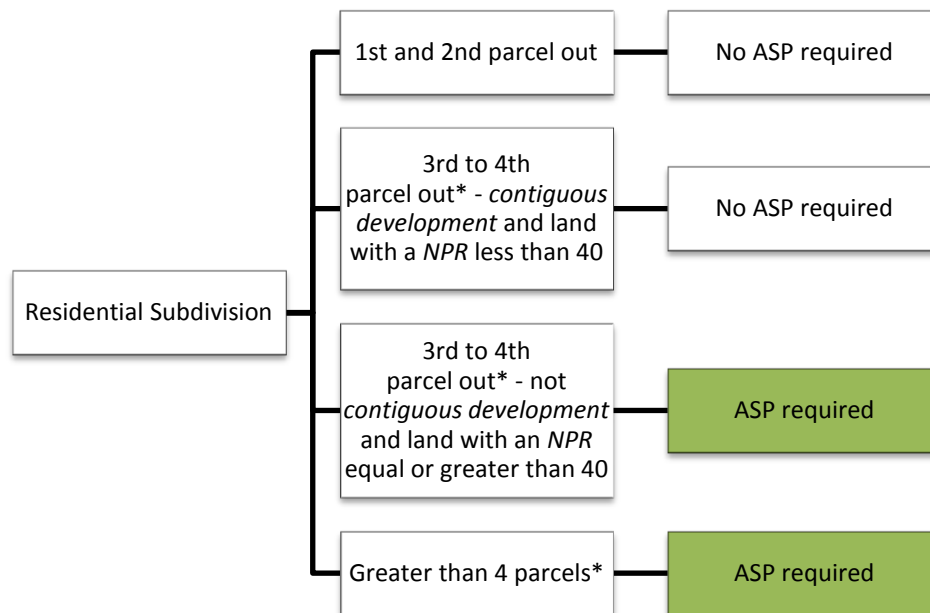 Residential Subdivision
1st and 2nd parcel out
No ASP required
3rd to 4th
parcel out* - contiguous
development and land
with a NPR less than 40
No ASP required
3rd to 4th
parcel out* - not
contiguous development
and land with an NPR
equal or greater than 40
ASP required
Greater than 4 parcels*
ASP required